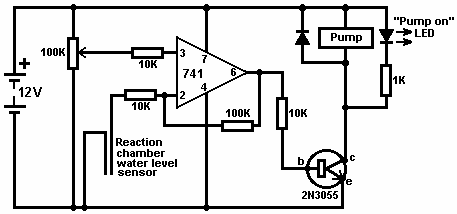 "Pump on"
LED
Pump
100K
10K
3
7
741
6
2
4
10K
100K
10K
1K
+
12V
Reaction
chamber
water level
sensor
b
c
e
2N3055